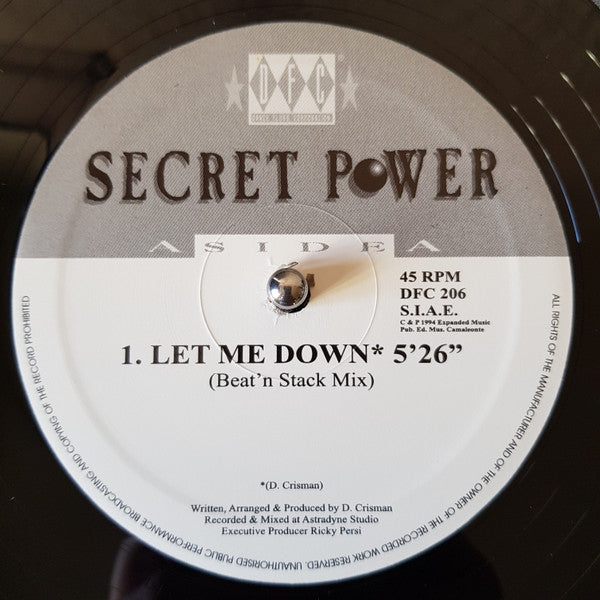 DFC
DANCE FLOOR CORPORATION
SECRET POWER
A SIDE A
45 RPM
DFC 206
S.I.A.E.
C & P 1994 Expanded Music
Pub. Ed. Mus. Camaleonte
1. LET ME DOWN* 5’26”
(Beat’n Stack Mix)
*(D. Crisman)
Written, Arranged & Produced by D. Crisman
Recorded & Mixed at Astradyne Studio
Executive Producer Ricky Persi
ALL RIGHTS OF THE MANUFACTURER AND OF THE OWNER OF THE RECORDED WORK RESERVED. UNAUTHORISED PUBLIC PERFORMANCE BROADCASTING AND COPYING OF THE RECORD PROHIBITED